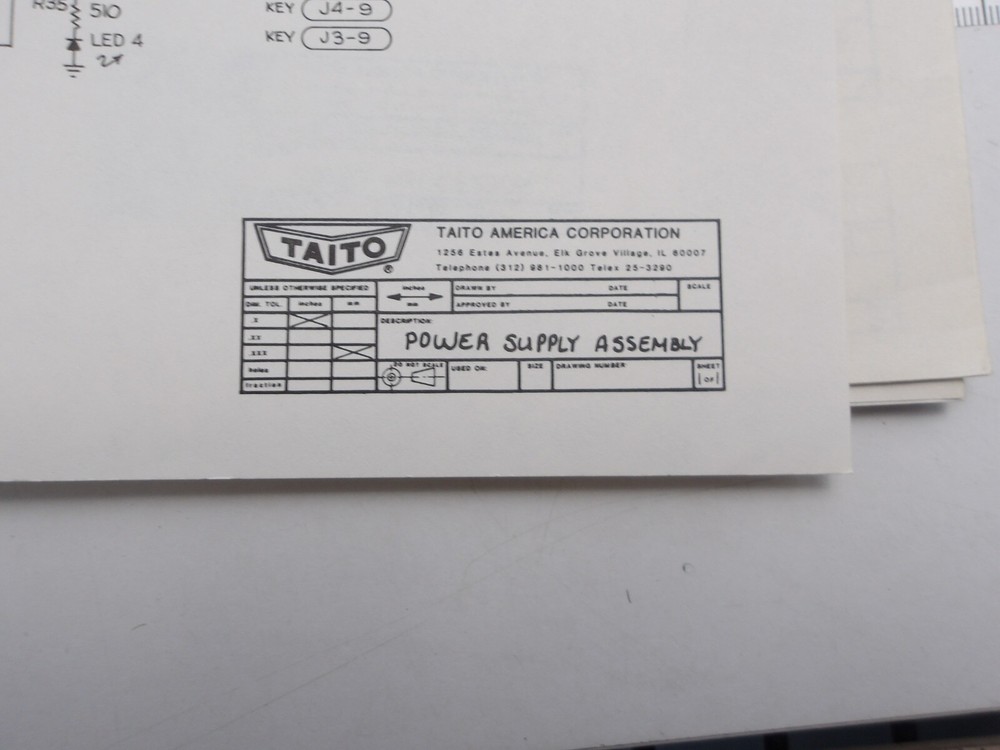 R35 510
LED 4
KEY J4-9
KEY J3-9
TAITO ®
TAITO AMERICA CORPORATION
1256 Estes Avenue, Elk Grove Village, IL 60007
Telephone (312) 981-1000 Telex 25-3290
UNLESS OTHERWISE SPECIFIED
DIM. TOL. inches mm
.X
.XX
.XXX
holes
fraction
inches
mm
DRAWN BY DATE
APPROVED BY DATE
SCALE
DESCRIPTION:
POWER SUPPLY ASSEMBLY
DO NOT SCALE
USED ON:
SIZE
DRAWING NUMBER
SHEET
1 of 1